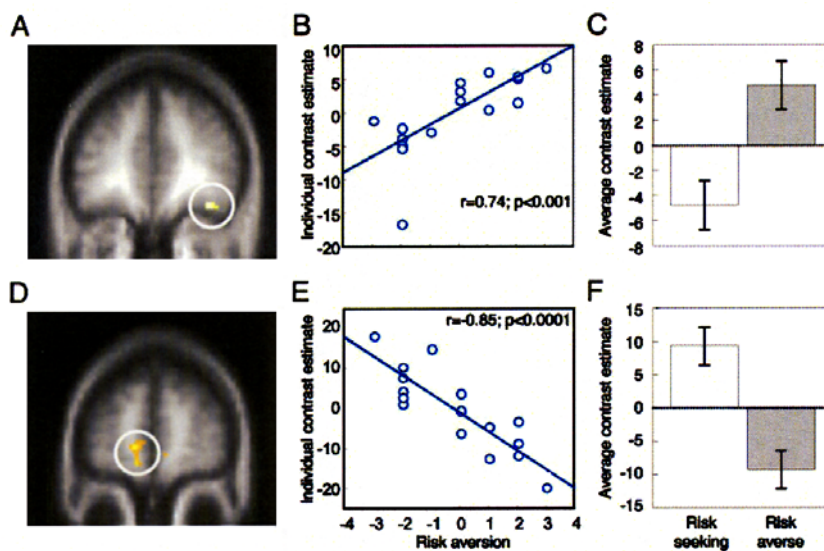 A
B
C
Individual contrast estimate
10
5
0
-5
-10
-15
-20
r=0.74; p<0.001
Average contrast estimate
8
6
4
2
0
-2
-4
-6
-8
D
E
F
Individual contrast estimate
20
10
0
-10
-20
r=-0.85; p<0.0001
-4 -3 -2 -1 0 1 2 3 4
Risk aversion
Average contrast estimate
15
10
5
0
-5
-10
-15
Risk seeking
Risk averse